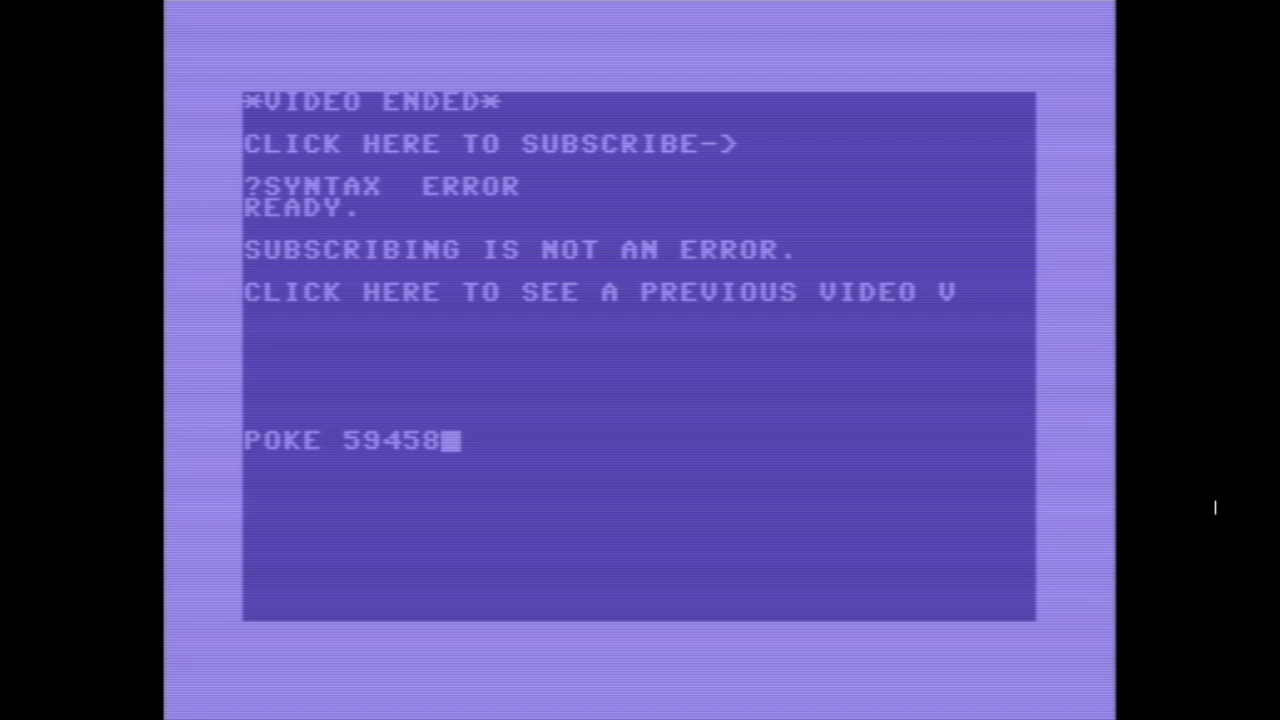 *VIDEO ENDED*
CLICK HERE TO SUBSCRIBE->
?SYNTAX  ERROR
READY.
SUBSCRIBING IS NOT AN ERROR.
CLICK HERE TO SEE A PREVIOUS VIDEO V
POKE 59458